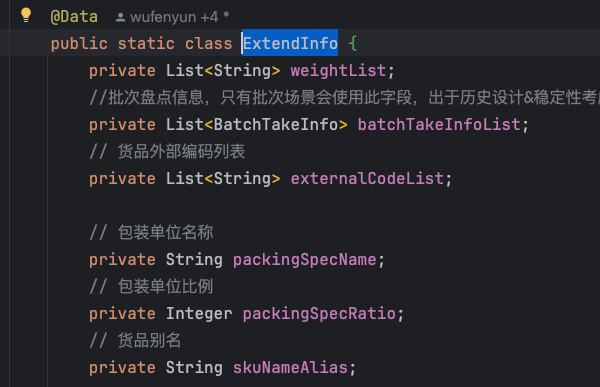 @Data wufenyun +4 *
public static class ExtendInfo {
private List<String> weightList;
//批次盘点信息，只有批次场景会使用此字段，出于历史设计&稳定性考
private List<BatchTakeInfo> batchTakeInfoList;
// 货品外部编码列表
private List<String> externalCodeList;
// 包装单位名称
private String packingSpecName;
// 包装单位比例
private Integer packingSpecRatio;
// 货品别名
private String skuNameAlias;